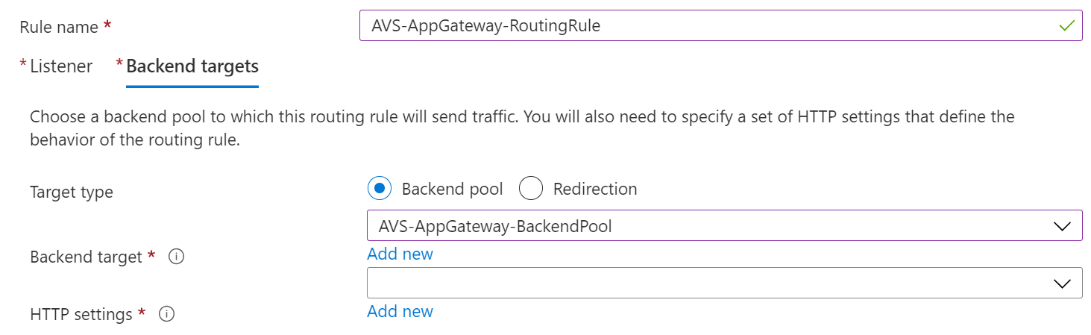 Rule name *
AVS-AppGateway-RoutingRule
* Listener
* Backend targets
Choose a backend pool to which this routing rule will send traffic. You will also need to specify a set of HTTP settings that define the
behavior of the routing rule.
Target type
Backend pool
Redirection
AVS-AppGateway-BackendPool
Backend target *
Add new
HTTP settings *
Add new